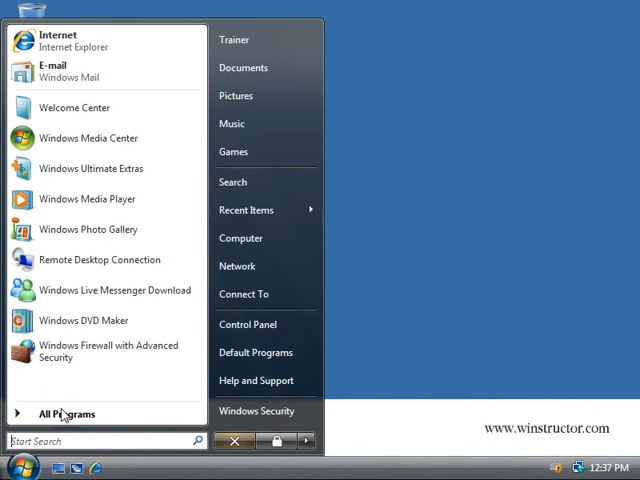 Internet
Internet Explorer
E-mail
Windows Mail
Welcome Center
Windows Media Center
Windows Ultimate Extras
Windows Media Player
Windows Photo Gallery
Remote Desktop Connection
Windows Live Messenger Download
Windows DVD Maker
Windows Firewall with Advanced
Security
All Programs
Start Search
Trainer
Documents
Pictures
Music
Games
Search
Recent Items
Computer
Network
Connect To
Control Panel
Default Programs
Help and Support
Windows Security
www.winstructor.com
12:37 PM